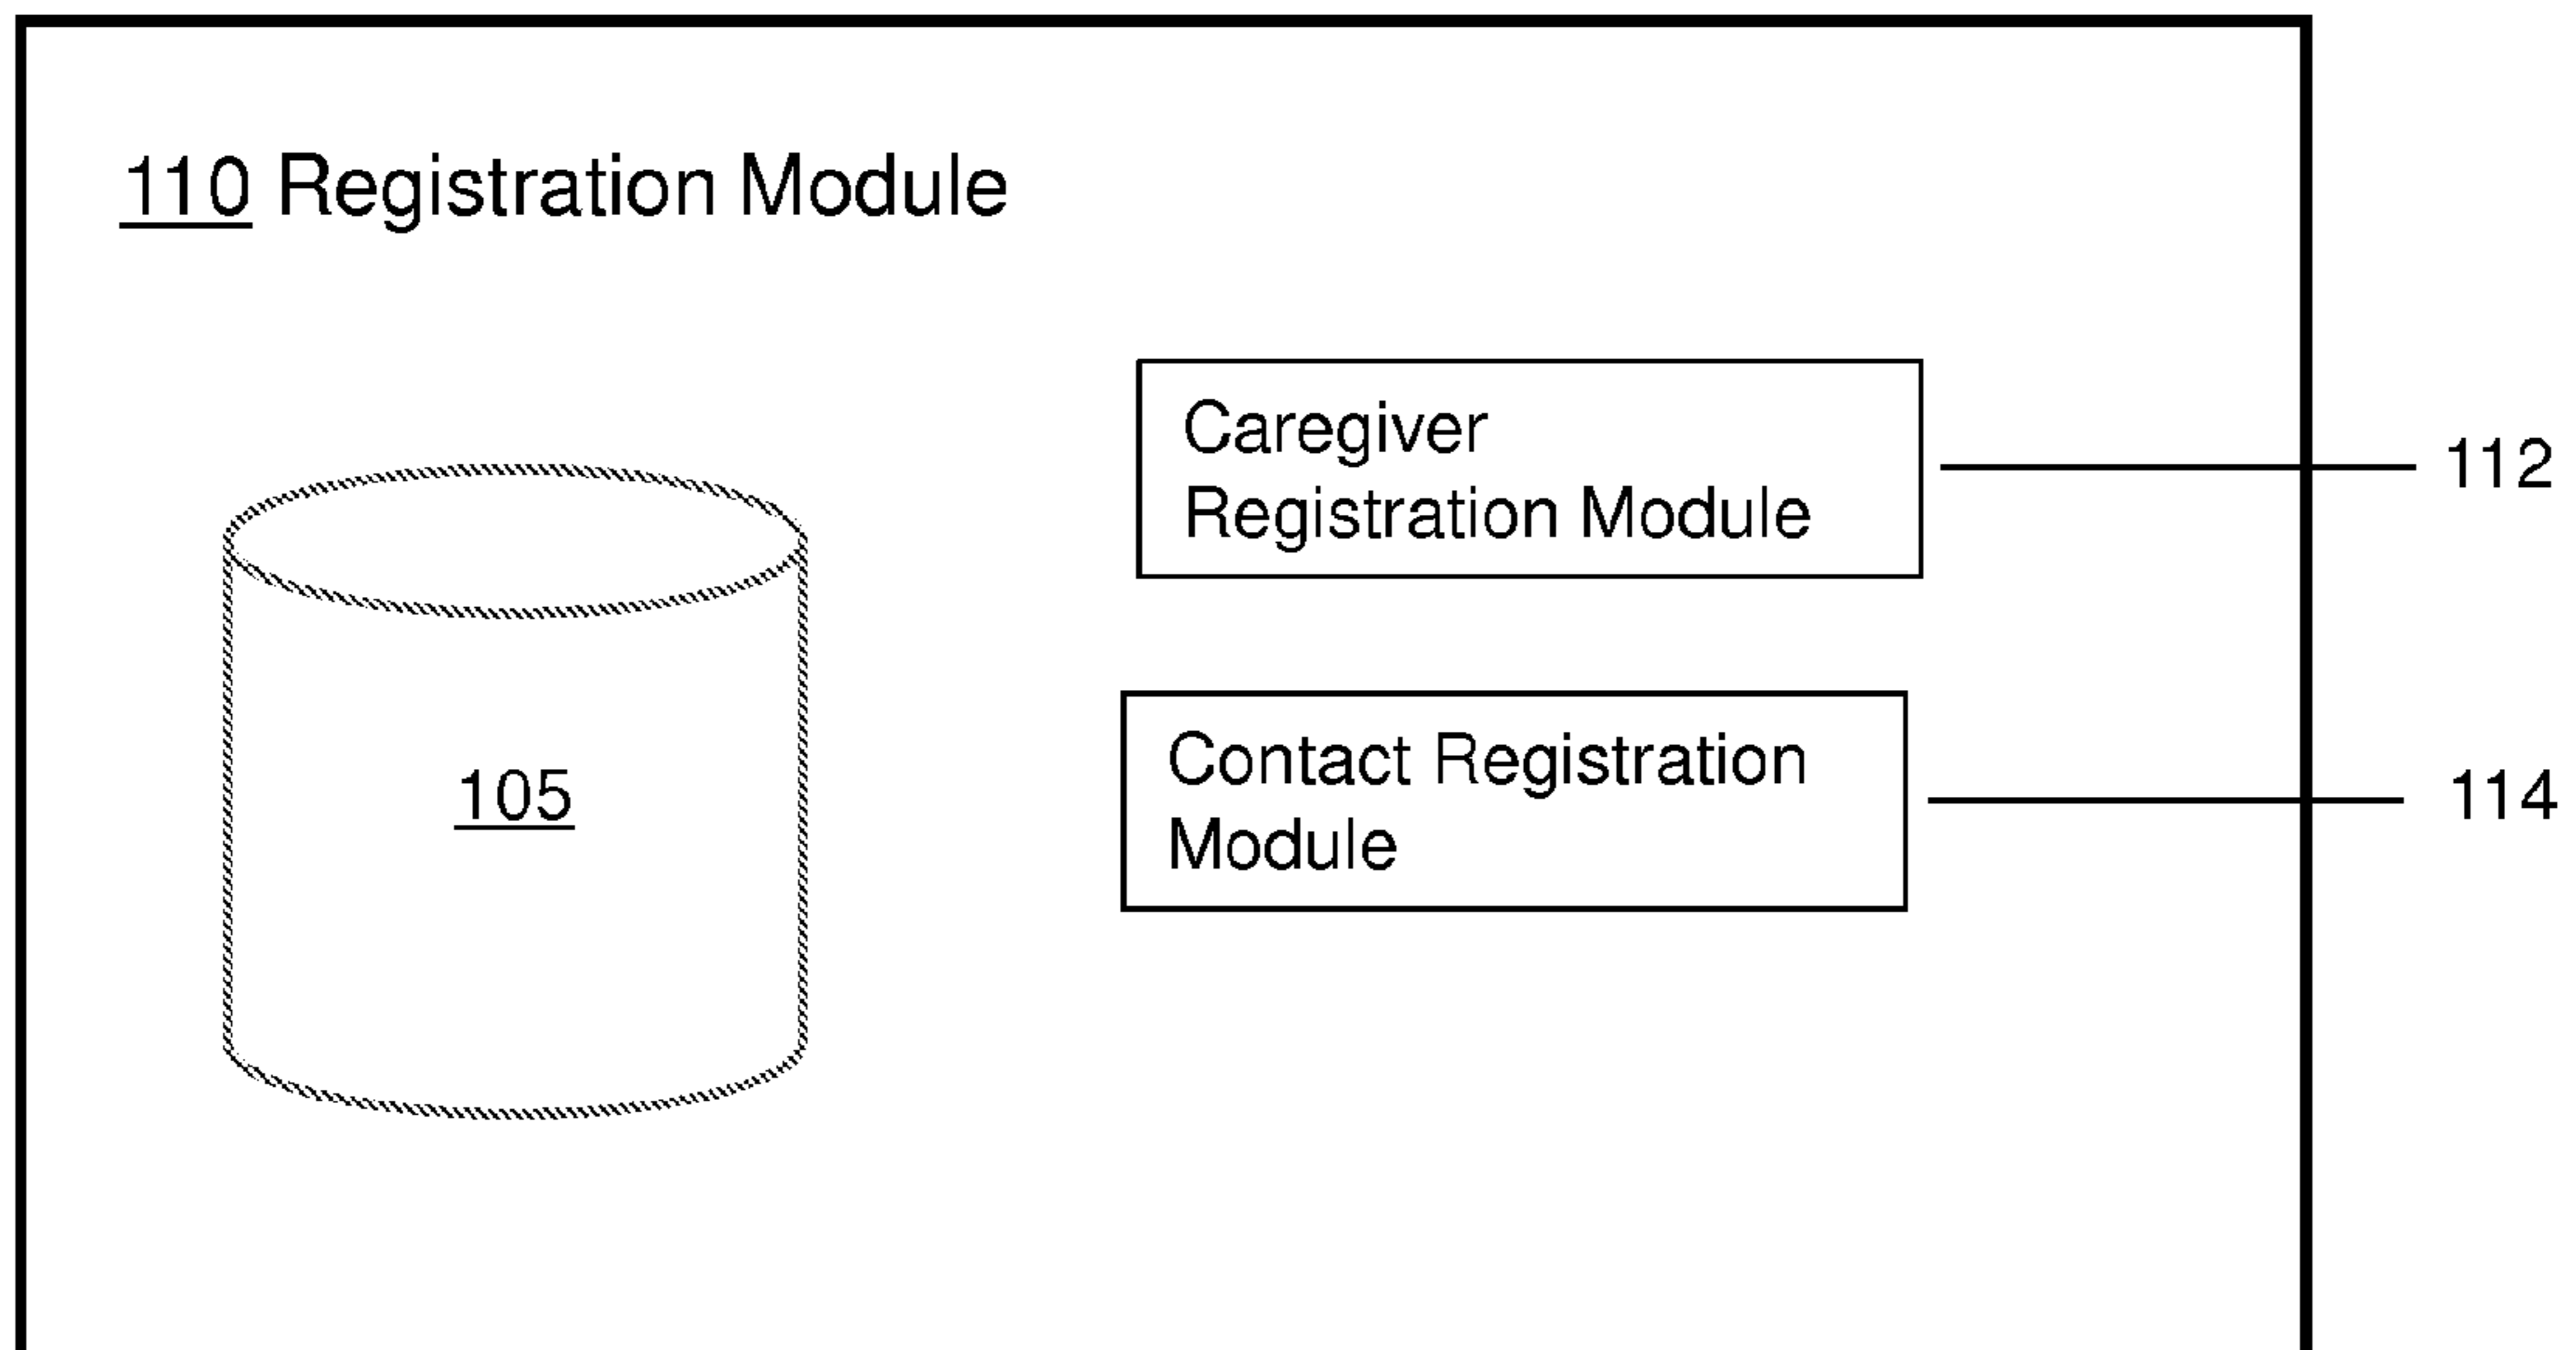 110 Registration Module
Caregiver
Registration Module
112
105
Contact Registration
Module
114